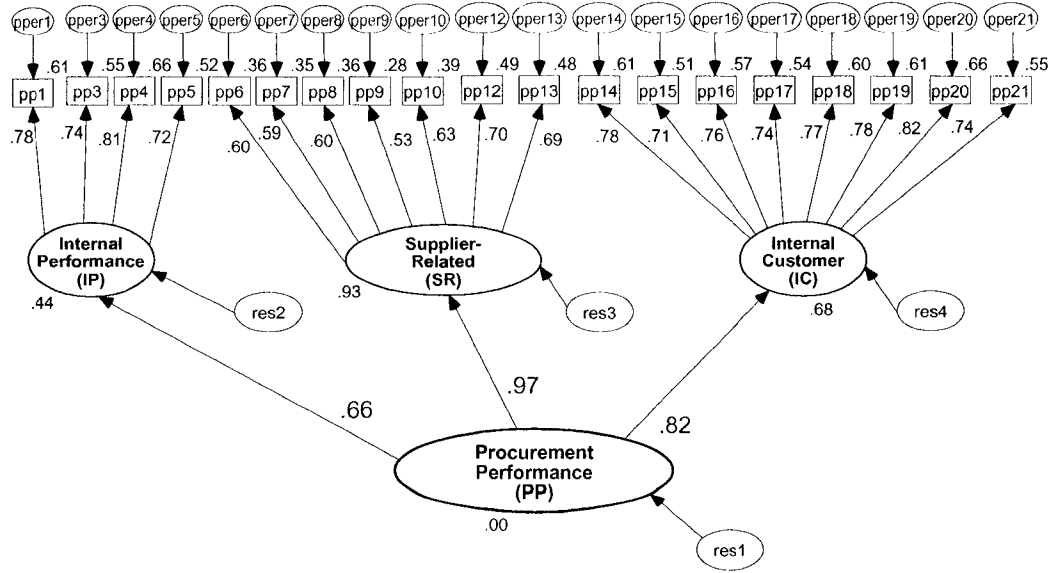 pper1 pper3 pper4 pper5 pper6 pper7 pper8 pper9 pper10 pper12 pper13 pper14 pper15 pper16 pper17 pper18 pper19 pper20 pper21
.61 .55 .66 .52 .36 .35 .36 .28 .39 .49 .48 .61 .51 .57 .54 .60 .61 .66 .55
pp1 pp3 pp4 pp5 pp6 pp7 pp8 pp9 pp10 pp12 pp13 pp14 pp15 pp16 pp17 pp18 pp19 pp20 pp21
.78 .74 .81 .72 .60 .59 .60 .53 .63 .70 .69 .78 .71 .76 .74 .77 .78 .82 .74
Internal
Performance
(IP)
.44
res2
Supplier-
Related
(SR)
.93
res3
Internal
Customer
(IC)
.68
res4
.66
.97
.82
Procurement
Performance
(PP)
.00
res1